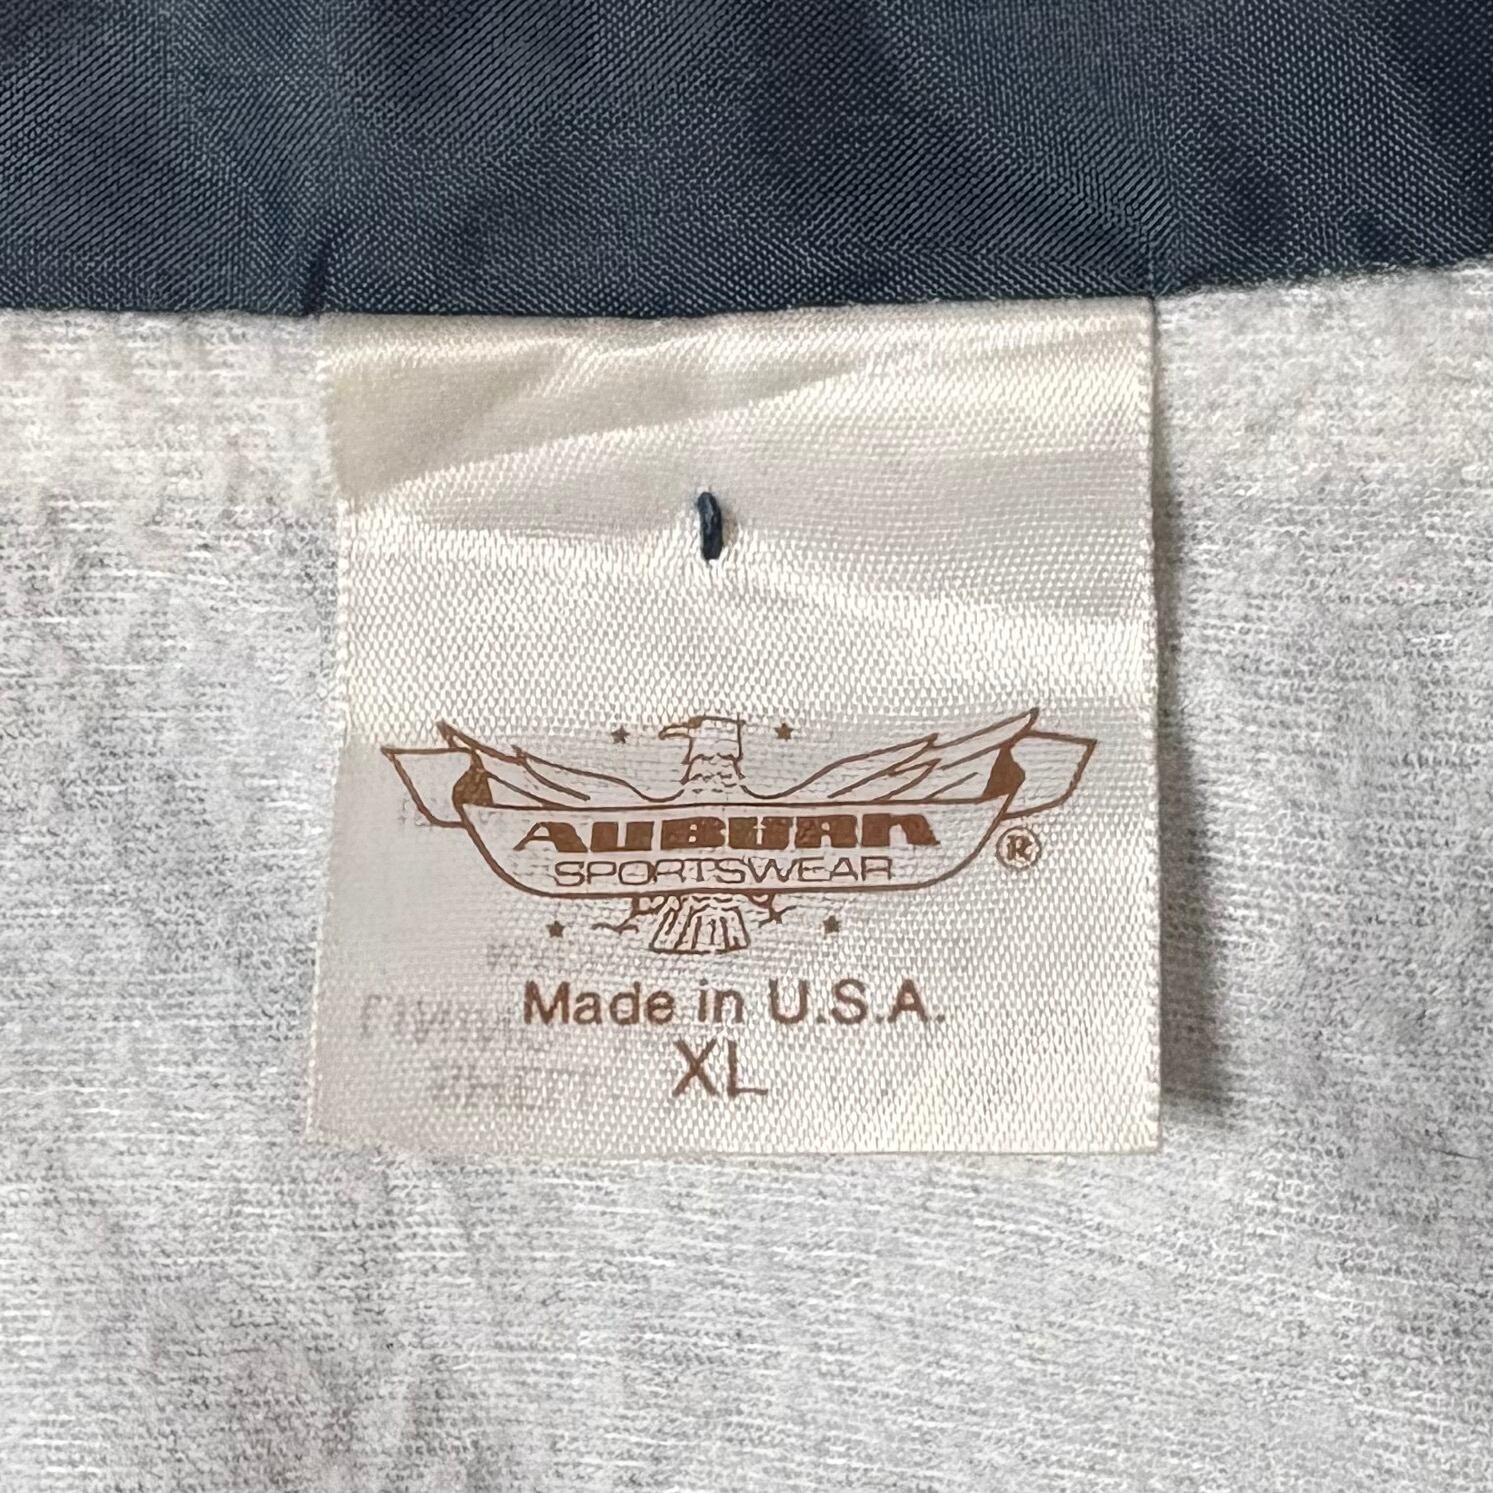 AUBURN
SPORTSWEAR
®
Made in U.S.A.
XL